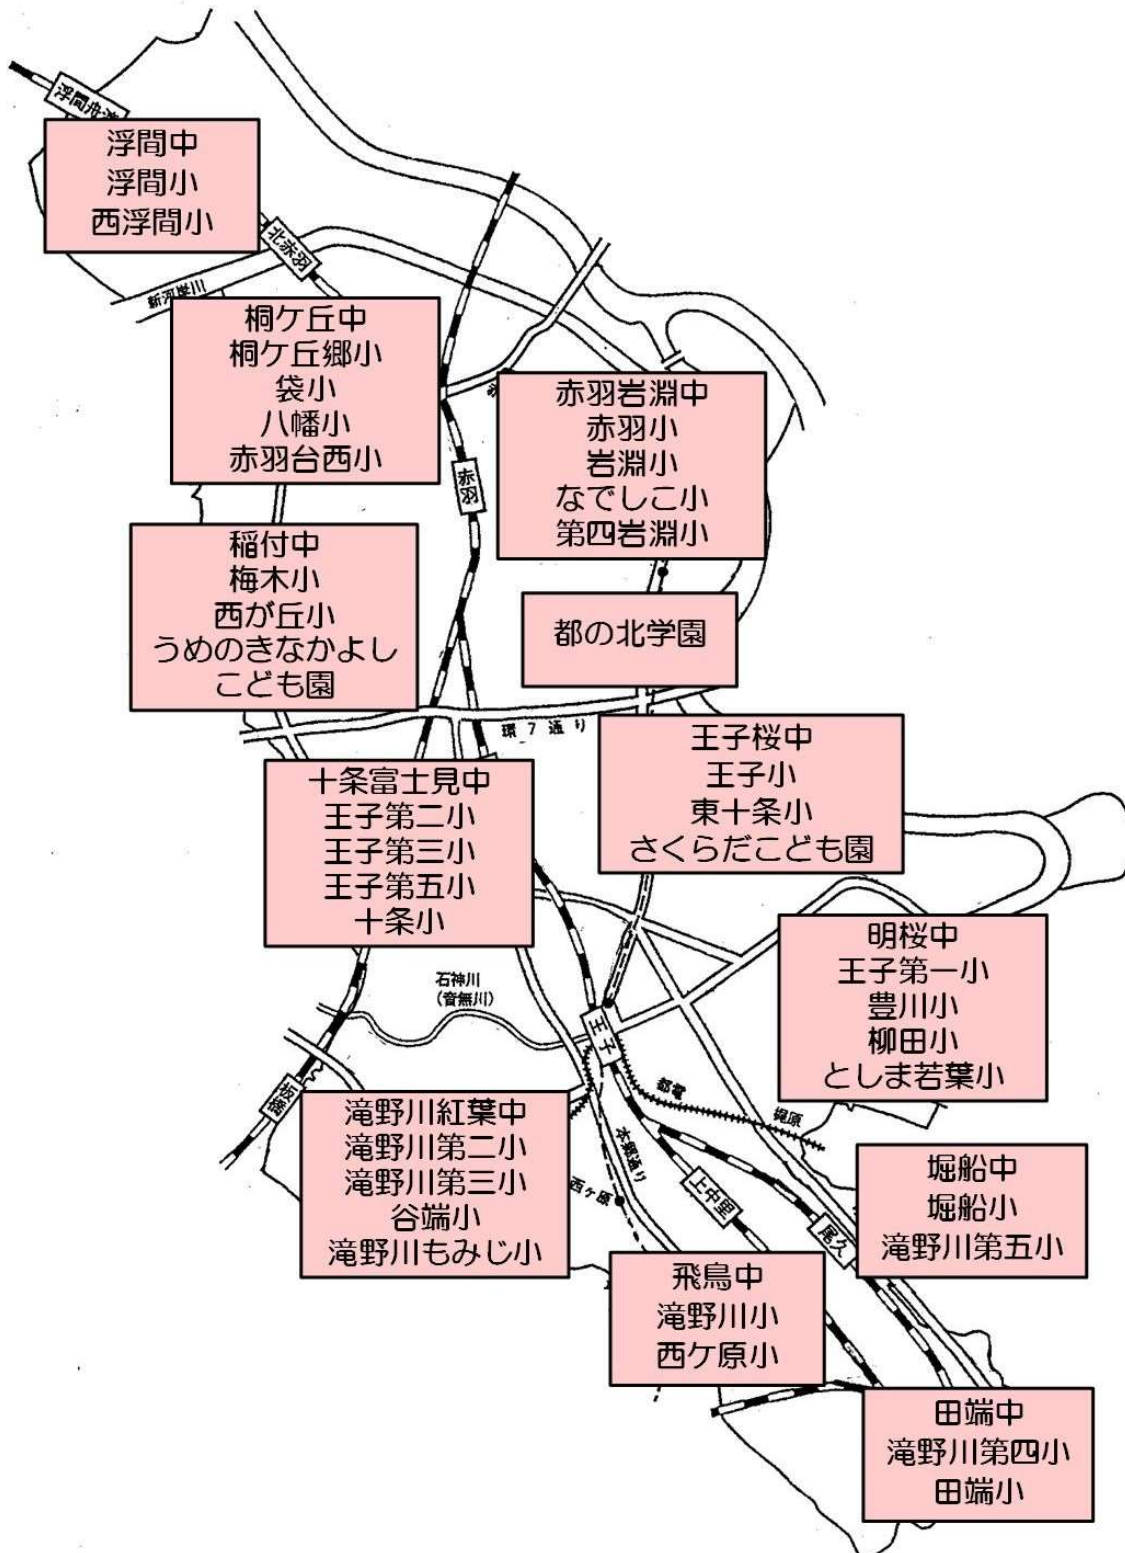 浮間中
浮間小
西浮間小
北赤羽
新河岸川
桐ケ丘中
桐ケ丘郷小
袋小
八幡小
赤羽台西小
赤羽岩淵中
赤羽小
岩淵小
なでしこ小
第四岩淵小
赤羽
稲付中
梅木小
西が丘小
うめのきなかよし
こども園
都の北学園
環7通り
王子桜中
王子小
東十条小
さくらだこども園
十条富士見中
王子第二小
王子第三小
王子第五小
十条小
明桜中
王子第一小
豊川小
柳田小
としま若葉小
石神川
(音無川)
王子
板橋
都電
梶原
滝野川紅葉中
滝野川第二小
滝野川第三小
谷端小
滝野川もみじ小
本郷通り
西ケ原
上中里
尾久
堀船中
堀船小
滝野川第五小
飛鳥中
滝野川小
西ケ原小
田端中
滝野川第四小
田端小